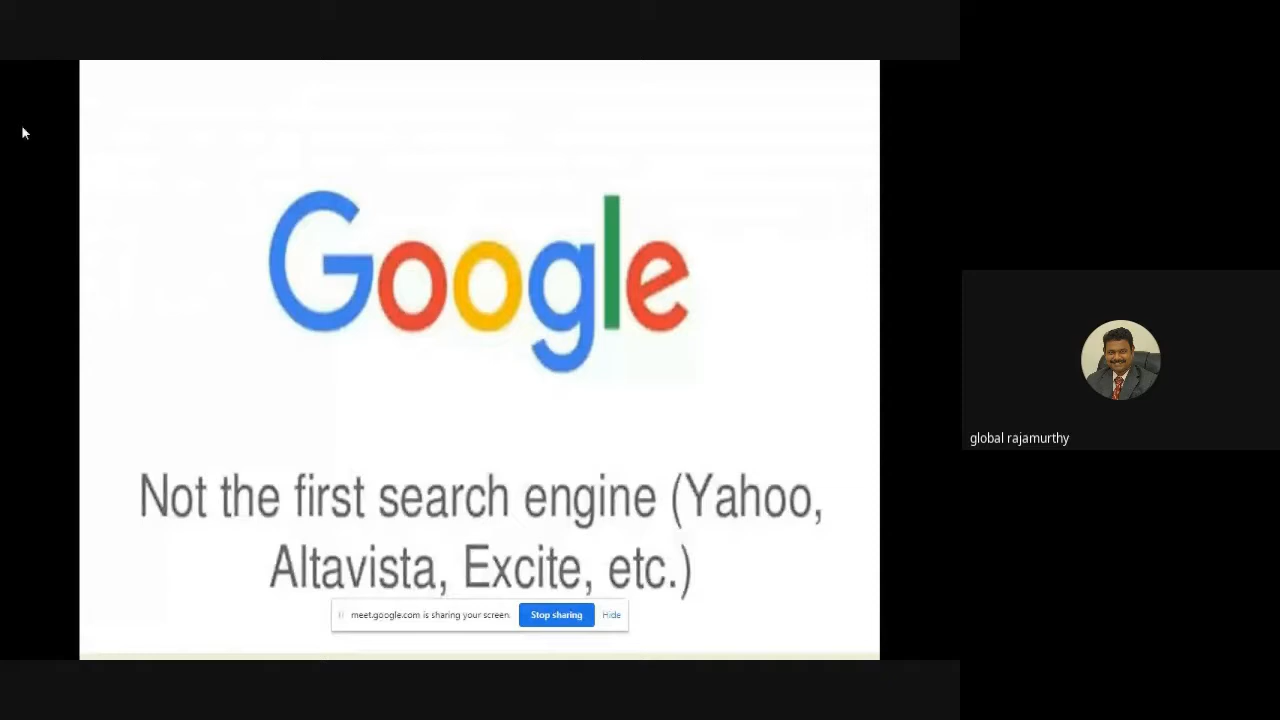 Google
Not the first search engine (Yahoo,
Altavista, Excite, etc.)
meet.google.com is sharing your screen. Stop sharing Hide
global rajamurthy